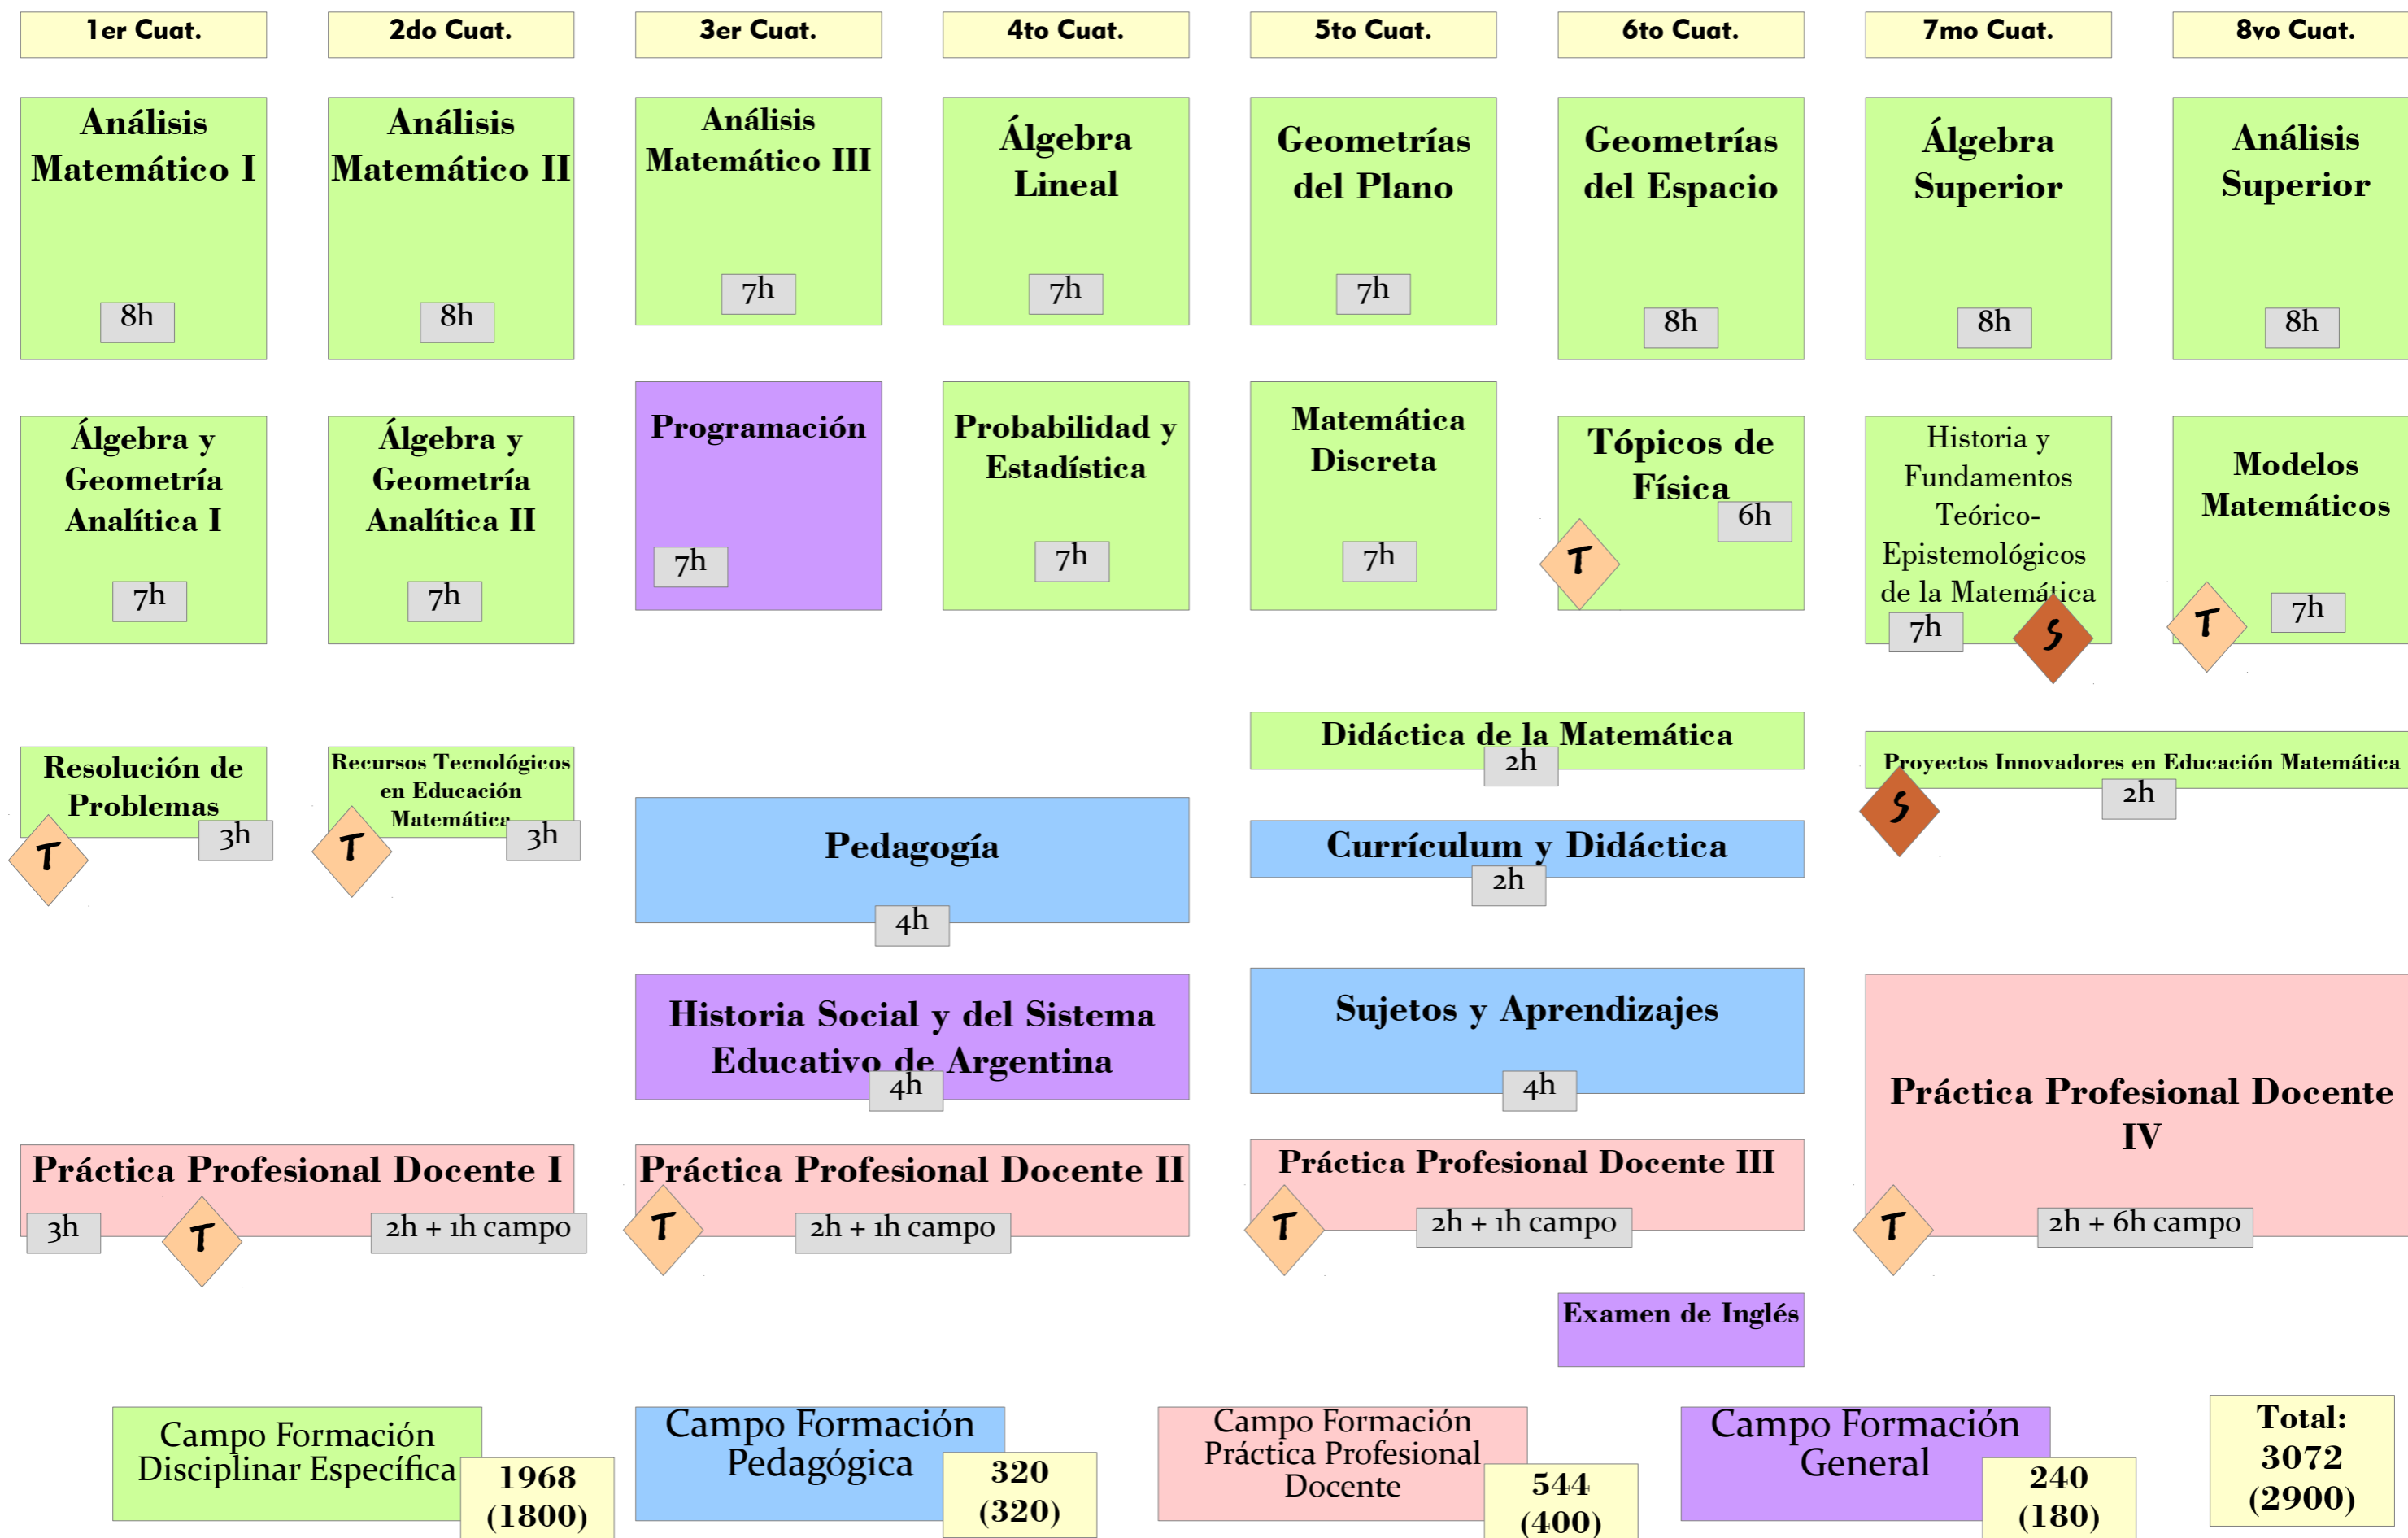 1er Cuat.
2do Cuat.
3er Cuat.
4to Cuat.
5to Cuat.
6to Cuat.
7mo Cuat.
8vo Cuat.
Análisis
Matemático I
8h
Análisis
Matemático II
8h
Análisis
Matemático III
7h
Álgebra
Lineal
7h
Geometrías
del Plano
7h
Geometrías
del Espacio
8h
Álgebra
Superior
8h
Análisis
Superior
8h
Álgebra y
Geometría
Analítica I
7h
Álgebra y
Geometría
Analítica II
7h
Programación
7h
Probabilidad y
Estadística
7h
Matemática
Discreta
7h
Tópicos de
Física
6h
T
Historia y
Fundamentos
Teórico-
Epistemológicos
de la Matemática
7h
S
Modelos
Matemáticos
7h
T
Resolución de
Problemas
3h
T
Recursos Tecnológicos
en Educación
Matemática
3h
T
Didáctica de la Matemática
2h
Proyectos Innovadores en Educación Matemática
2h
S
Pedagogía
4h
Currículum y Didáctica
2h
Historia Social y del Sistema
Educativo de Argentina
4h
Sujetos y Aprendizajes
4h
Práctica Profesional Docente I
3h
T
2h + 1h campo
Práctica Profesional Docente II
T
2h + 1h campo
Práctica Profesional Docente III
T
2h + 1h campo
Práctica Profesional Docente
IV
T
2h + 6h campo
Examen de Inglés
Campo Formación
Disciplinar Específica
1968
(1800)
Campo Formación
Pedagógica
320
(320)
Campo Formación
Práctica Profesional
Docente
544
(400)
Campo Formación
General
240
(180)
Total:
3072
(2900)